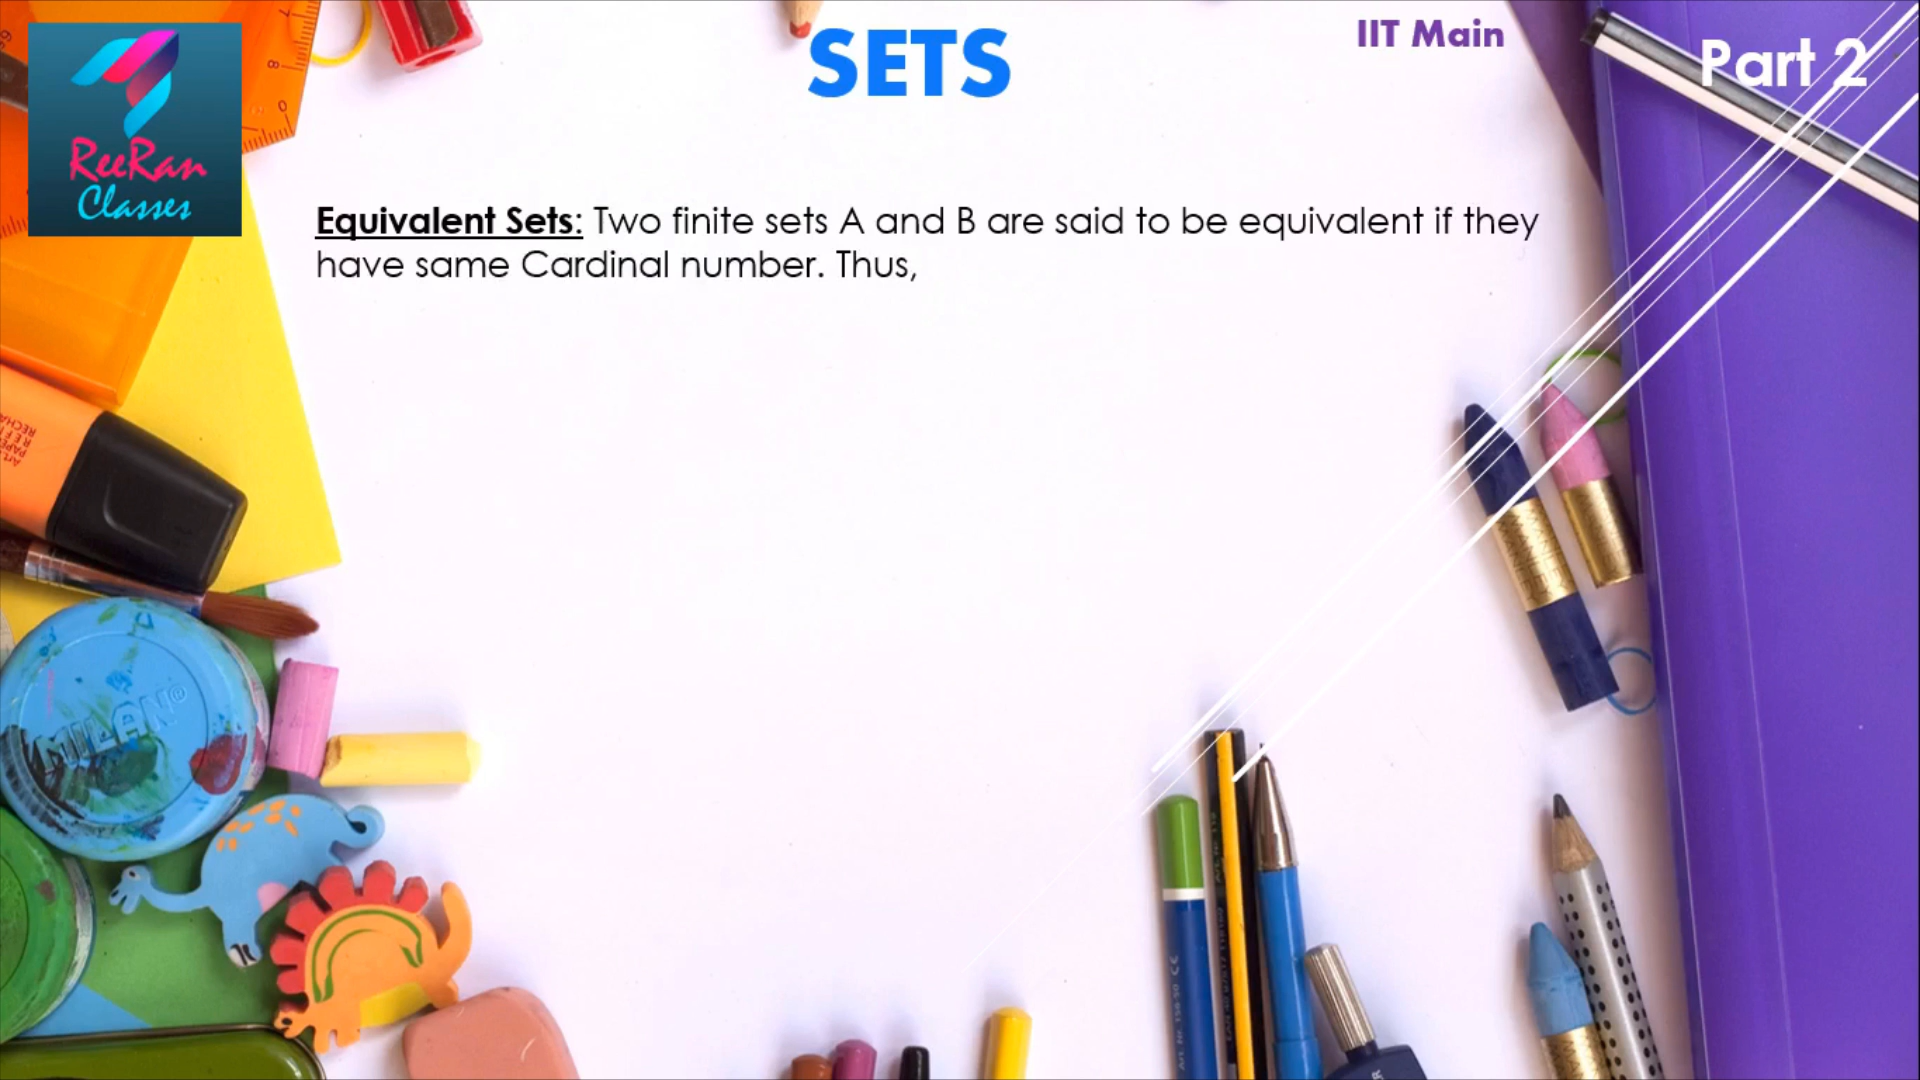 SETS
IIT Main
Part 2
ReeRan
Classes
Equivalent Sets: Two finite sets A and B are said to be equivalent if they
have same Cardinal number. Thus,
MILAN®